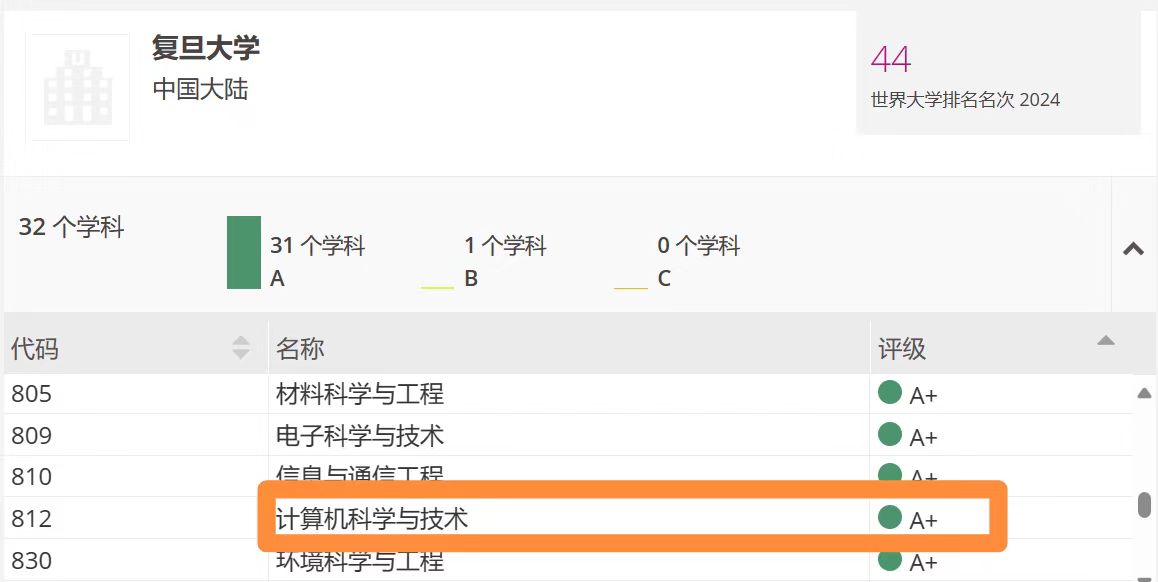 复旦大学
中国大陆
44
世界大学排名名次 2024
32 个学科
31 个学科
A
1 个学科
B
0 个学科
C
代码 名称 评级
805 材料科学与工程 A+
809 电子科学与技术 A+
810 信息与通信工程 A+
812 计算机科学与技术 A+
830 环境科学与工程 A+